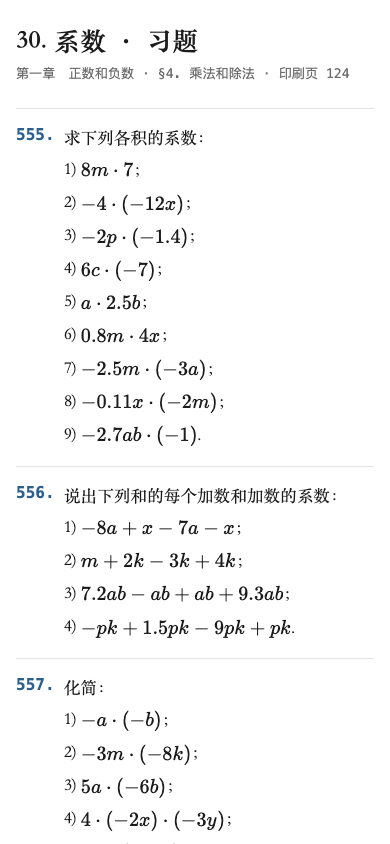 30. 系数 · 习题
第一章 正数和负数 · §4. 乘法和除法 · 印刷页 124
555. 求下列各积的系数:
1) 8m · 7;
2) −4 · (−12x);
3) −2p · (−1.4);
4) 6c · (−7);
5) a · 2.5b;
6) 0.8m · 4x;
7) −2.5m · (−3a);
8) −0.11x · (−2m);
9) −2.7ab · (−1).
556. 说出下列和的每个加数和加数的系数:
1) −8a + x − 7a − x;
2) m + 2k − 3k + 4k;
3) 7.2ab − ab + ab + 9.3ab;
4) −pk + 1.5pk − 9pk + pk.
557. 化简:
1) −a · (−b);
2) −3m · (−8k);
3) 5a · (−6b);
4) 4 · (−2x) · (−3y);